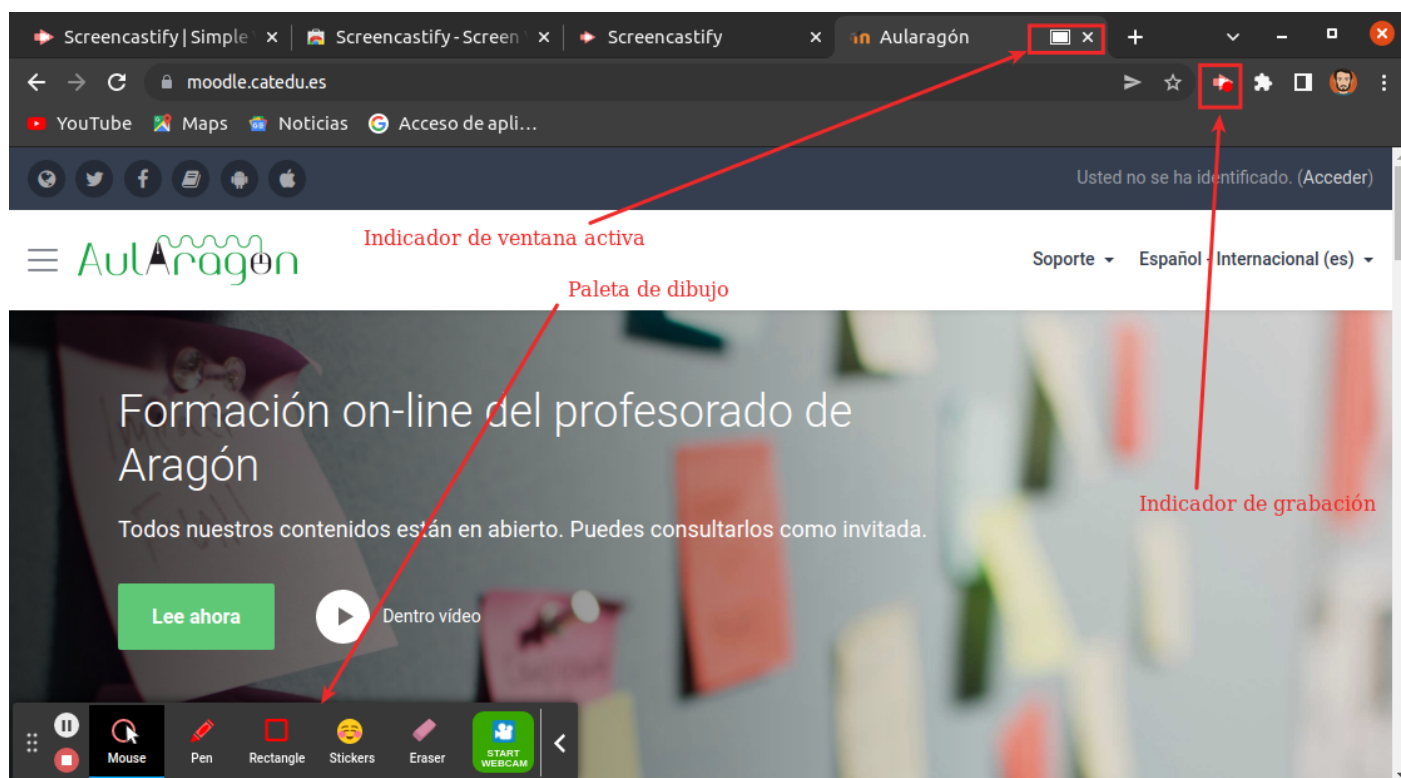 Screencastify | Simple
Screencastify - Screen
Screencastify
Aularagón
moodle.catedu.es
YouTube
Maps
Noticias
Acceso de apli...
Usted no se ha identificado. (Acceder)
Indicador de ventana activa
AulAragón
Soporte
Español - Internacional (es)
Paleta de dibujo
Formación on-line del profesorado de
Aragón
Indicador de grabación
Todos nuestros contenidos están en abierto. Puedes consultarlos como invitada.
Lee ahora
Dentro vídeo
Mouse
Pen
Rectangle
Stickers
Eraser
START
WEBCAM